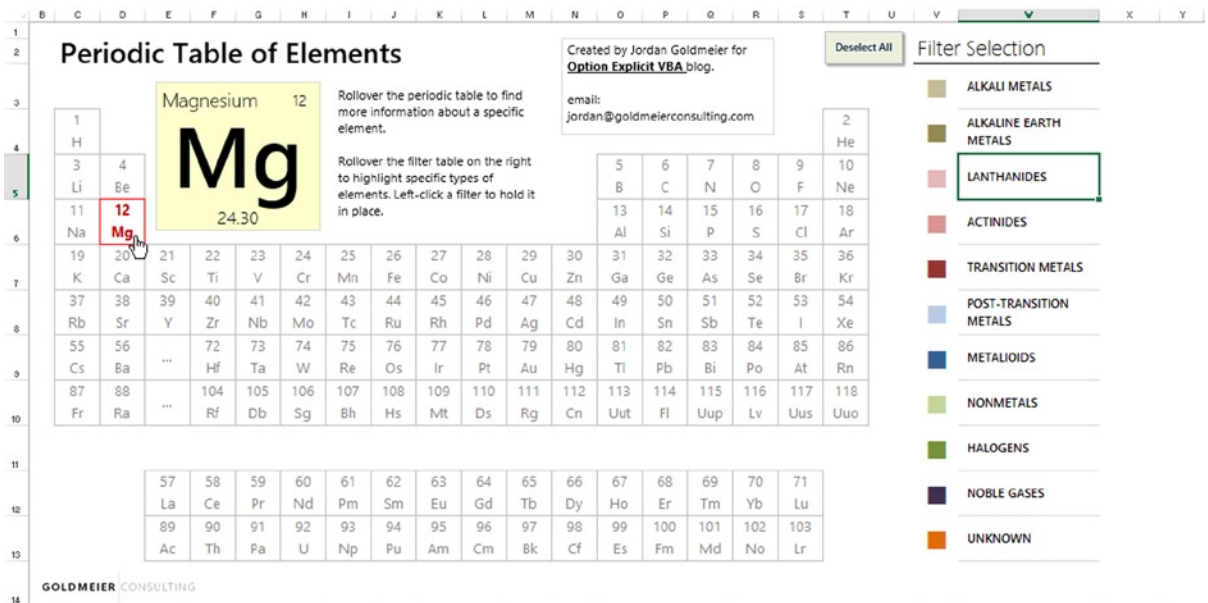 B C D E F G H I J K L M N O P Q R S T U V W X Y
1
2
3
4
5
6
7
8
9
10
11
12
13
14
Periodic Table of Elements
Magnesium 12
Mg
24.30
Rollover the periodic table to find
more information about a specific
element.
Rollover the filter table on the right
to highlight specific types of
elements. Left-click a filter to hold it
in place.
Created by Jordan Goldmeier for
Option Explicit VBA blog.
email:
jordan@goldmeierconsulting.com
Deselect All
1 2
H He
3 4 5 6 7 8 9 10
Li Be B C N O F Ne
11 12 13 14 15 16 17 18
Na Mg Al Si P S Cl Ar
19 20 21 22 23 24 25 26 27 28 29 30 31 32 33 34 35 36
K Ca Sc Ti V Cr Mn Fe Co Ni Cu Zn Ga Ge As Se Br Kr
37 38 39 40 41 42 43 44 45 46 47 48 49 50 51 52 53 54
Rb Sr Y Zr Nb Mo Tc Ru Rh Pd Ag Cd In Sn Sb Te I Xe
55 56 ... 72 73 74 75 76 77 78 79 80 81 82 83 84 85 86
Cs Ba Hf Ta W Re Os Ir Pt Au Hg Tl Pb Bi Po At Rn
87 88 ... 104 105 106 107 108 109 110 111 112 113 114 115 116 117 118
Fr Ra Rf Db Sg Bh Hs Mt Ds Rg Cn Uut Fl Uup Lv Uus Uuo
57 58 59 60 61 62 63 64 65 66 67 68 69 70 71
La Ce Pr Nd Pm Sm Eu Gd Tb Dy Ho Er Tm Yb Lu
89 90 91 92 93 94 95 96 97 98 99 100 101 102 103
Ac Th Pa U Np Pu Am Cm Bk Cf Es Fm Md No Lr
GOLDMEIER CONSULTING
Filter Selection
ALKALI METALS
ALKALINE EARTH
METALS
LANTHANIDES
ACTINIDES
TRANSITION METALS
POST-TRANSITION
METALS
METALIOIDS
NONMETALS
HALOGENS
NOBLE GASES
UNKNOWN